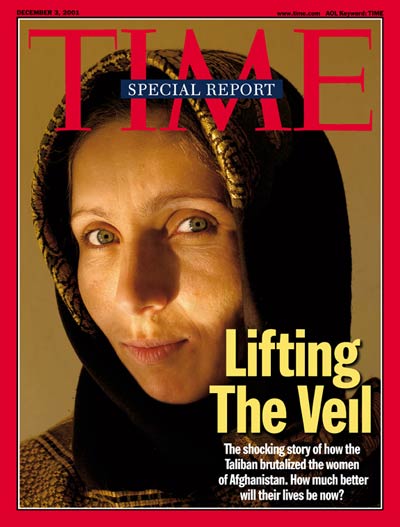 DECEMBER 3, 2001
www.time.com AOL Keyword: TIME
TIME
SPECIAL REPORT
Lifting
The Veil
The shocking story of how the
Taliban brutalized the women
of Afghanistan. How much better
will their lives be now?